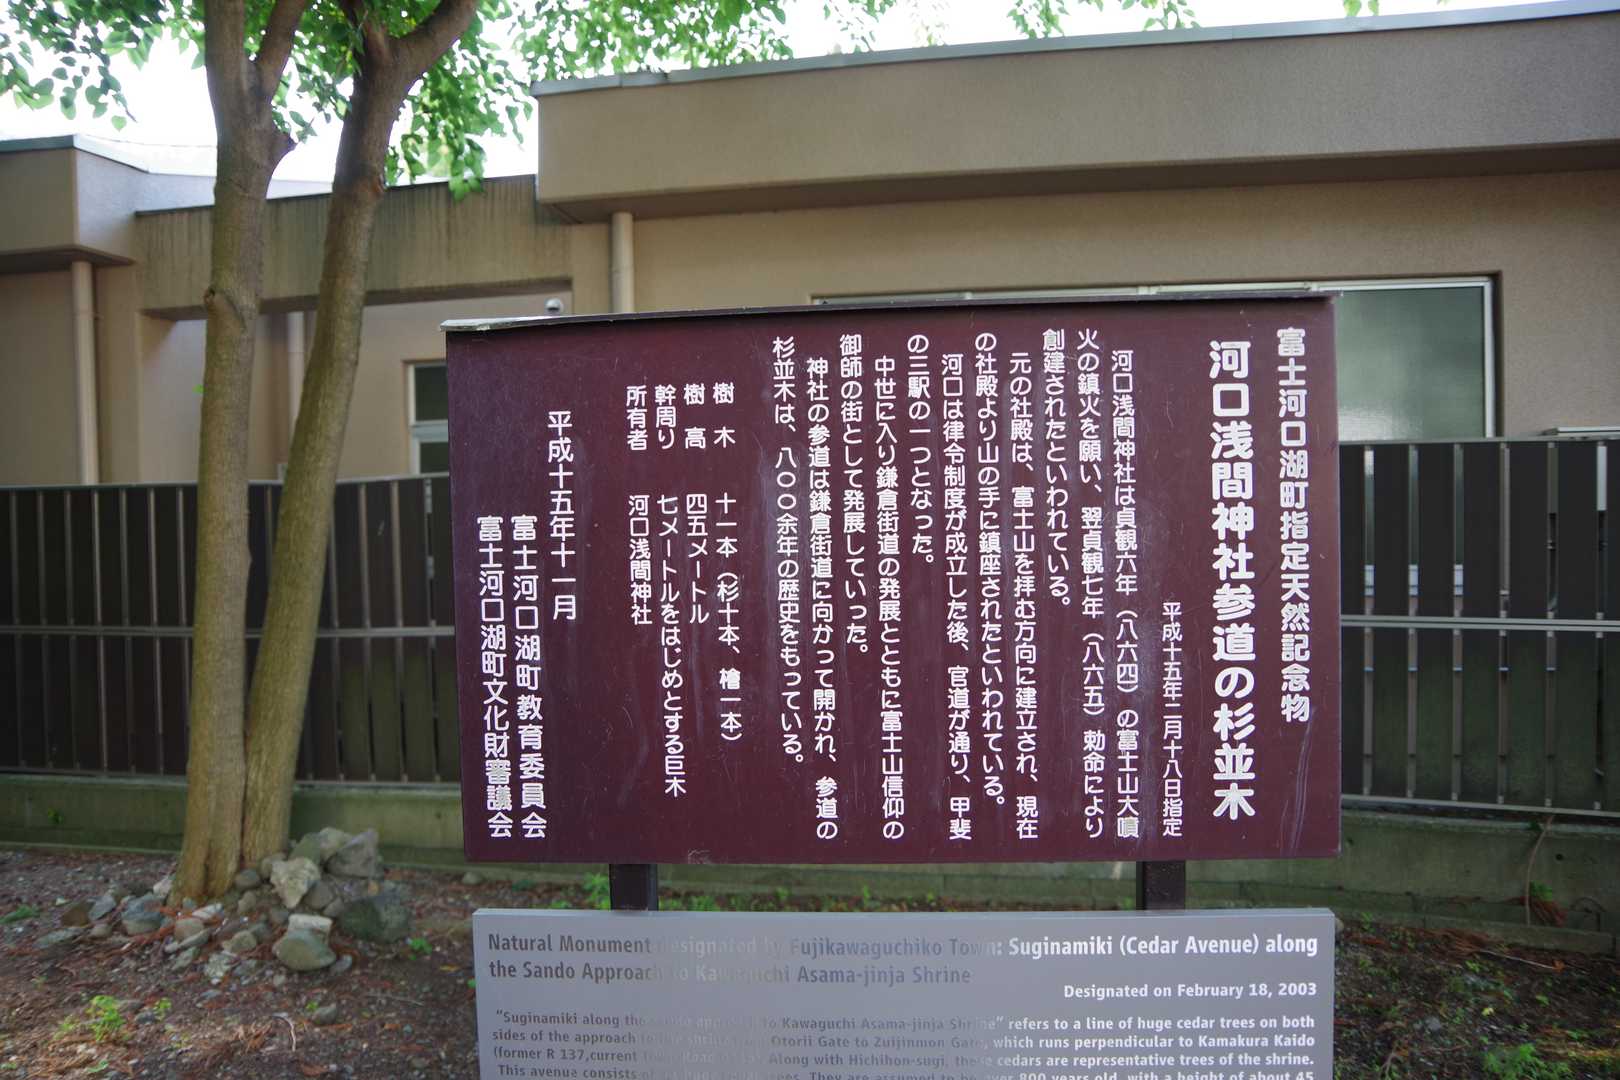 富士河口湖町指定天然記念物
河口浅間神社参道の杉並木
平成十五年二月十八日指定
河口浅間神社は貞観六年（八六四）の富士山大噴
火の鎮火を願い、翌貞観七年（八六五）勅命により
創建されたといわれている。
元の社殿は、富士山を拝む方向に建立され、現在
の社殿より山の手に鎮座されたといわれている。
河口は律令制度が成立した後、官道が通り、甲斐
の三駅の一つとなった。
中世に入り鎌倉街道の発展とともに富士山信仰の
御師の街として発展していった。
神社の参道は鎌倉街道に向かって開かれ、参道の
杉並木は、八〇〇余年の歴史をもっている。
樹木 十一本（杉十本、檜一本）
樹高 四五メートル
幹周り 七メートルをはじめとする巨木
所有者 河口浅間神社
平成十五年十一月
富士河口湖町教育委員会
富士河口湖町文化財審議会
Natural Monument designated by Fujikawaguchiko Town: Suginamiki (Cedar Avenue) along
the Sando Approach to Kawaguchi Asama-jinja Shrine
Designated on February 18, 2003
"Suginamiki along the sando approach to Kawaguchi Asama-jinja Shrine" refers to a line of huge cedar trees on both
sides of the approach to the shrine from Otorii Gate to Zuijinmon Gate, which runs perpendicular to Kamakura Kaido
(former R 137,current Town Road Along with Hichihon-sugi, these cedars are representative trees of the shrine.
This avenue consists of trees. They are assumed to be over 800 years old, with a height of about 45